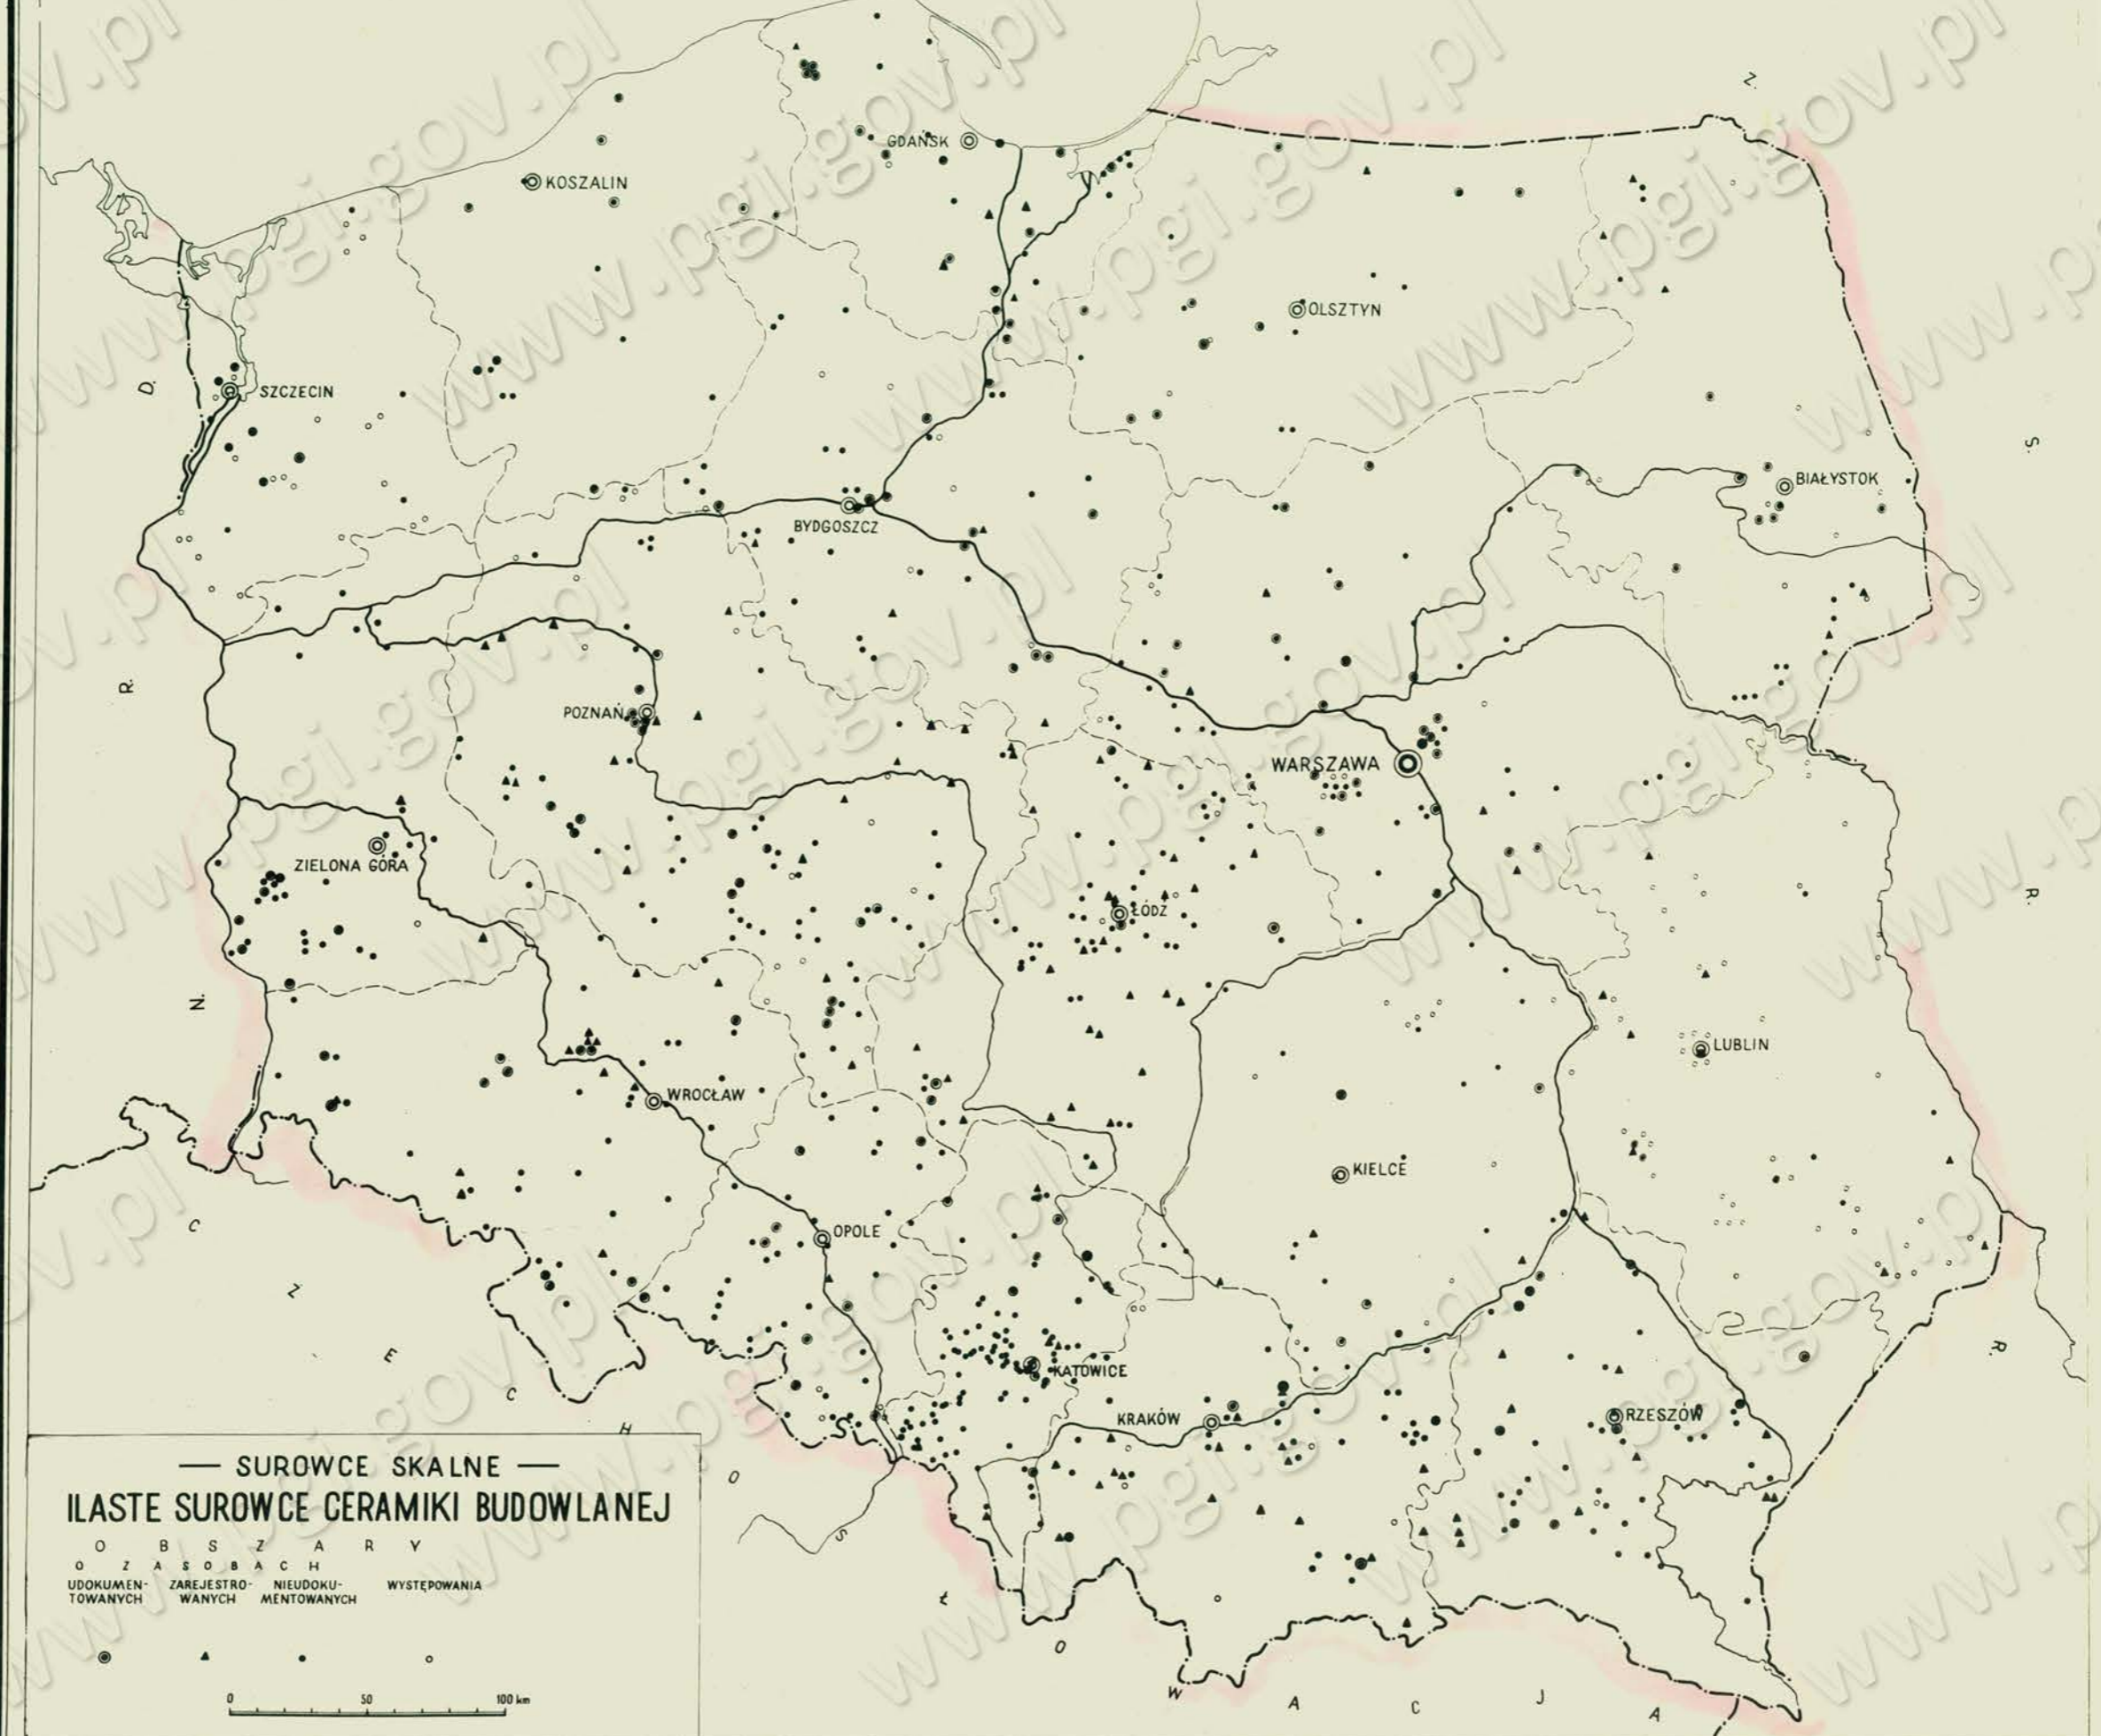 GDAŃSK
KOSZALIN
OLSZTYN
SZCZECIN
BIAŁYSTOK
BYDGOSZCZ
POZNAŃ
WARSZAWA
ZIELONA GÓRA
ŁÓDZ
LUBLIN
WROCŁAW
KIELCE
OPOLE
KATOWICE
KRAKÓW
RZESZÓW
N. R. D.
Z. S. R. R.
C Z E C H O S Ł O W A C J A
— SUROWCE SKALNE —
ILASTE SUROWCE CERAMIKI BUDOWLANEJ
O B S Z A R Y
O ZASOBACH
UDOKUMEN- ZAREJESTRO- NIEUDOKU- WYSTĘPOWANIA
TOWANYCH WANYCH MENTOWANYCH
0 50 100 km
www.pgi.gov.pl